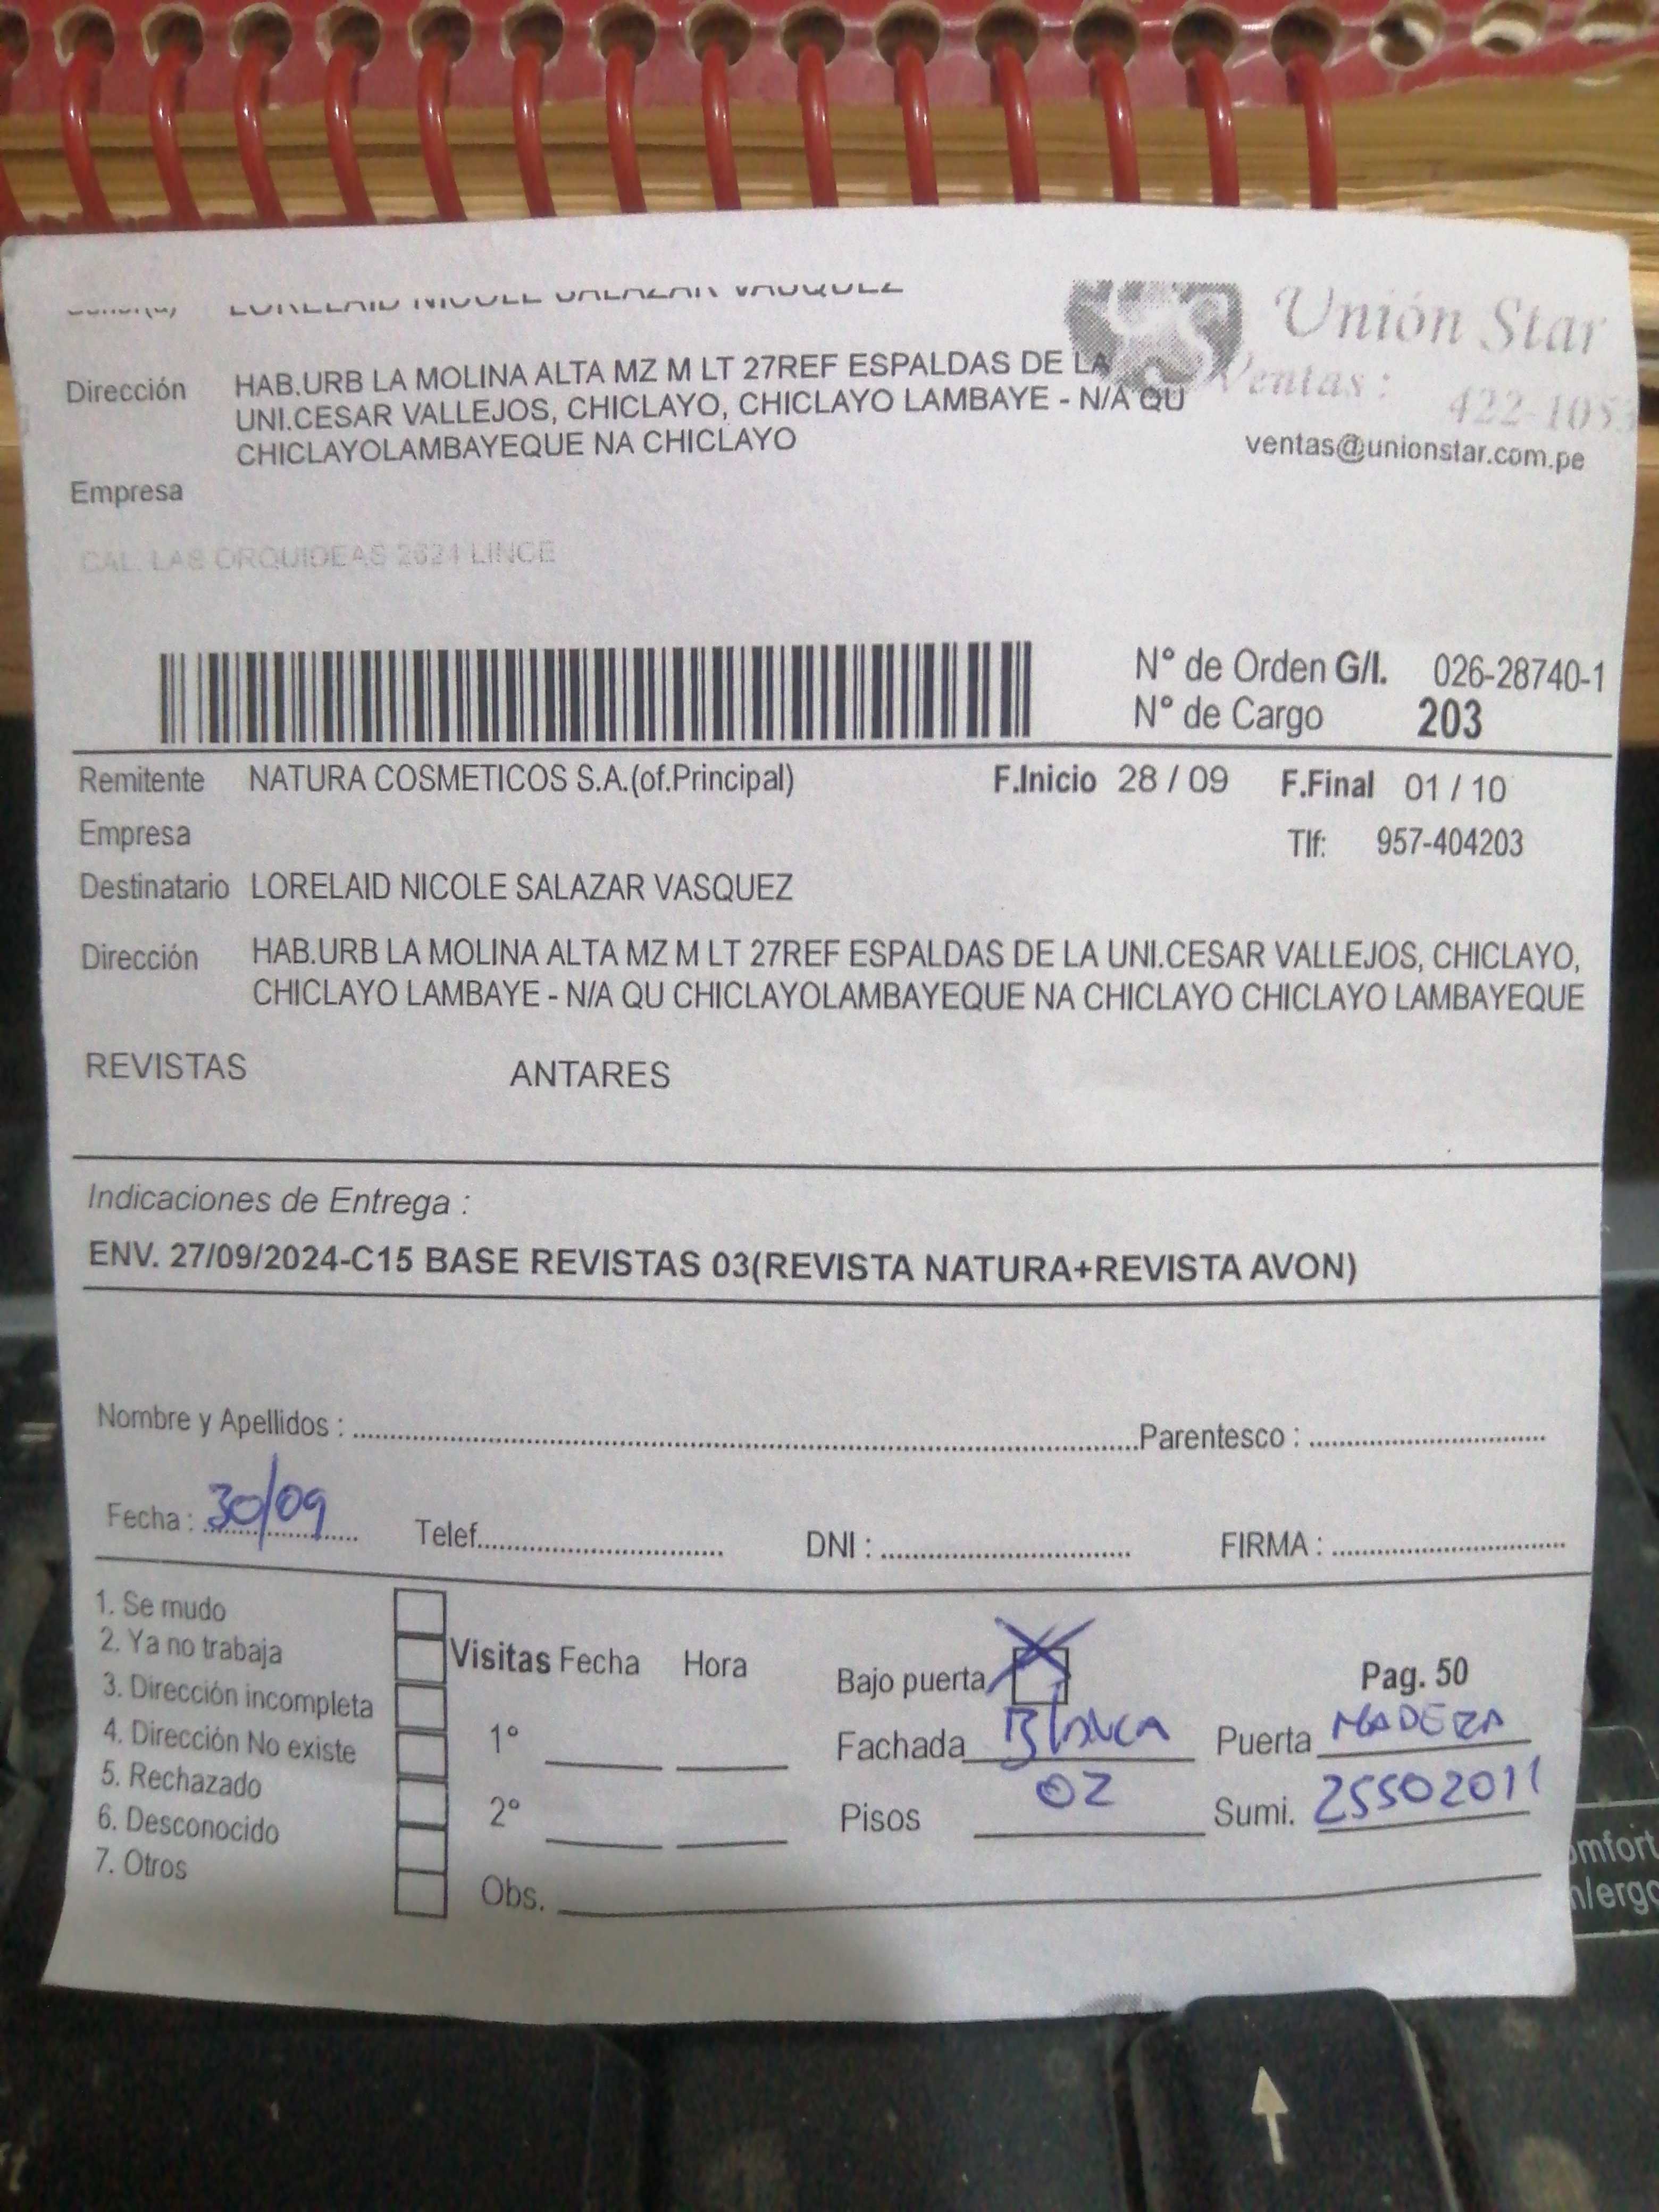 Señor(a) LORELAID NICOLE SALAZAR VASQUEZ
Unión Star
Dirección HAB.URB LA MOLINA ALTA MZ M LT 27REF ESPALDAS DE LA
UNI.CESAR VALLEJOS, CHICLAYO, CHICLAYO LAMBAYE - N/A QU
CHICLAYOLAMBAYEQUE NA CHICLAYO
Ventas : 422-105
ventas@unionstar.com.pe
Empresa
CAL. LAS ORQUIDEAS 2621 LINCE
N° de Orden G/I. 026-28740-1
N° de Cargo 203
Remitente NATURA COSMETICOS S.A.(of.Principal) F.Inicio 28 / 09 F.Final 01 / 10
Empresa Tlf: 957-404203
Destinatario LORELAID NICOLE SALAZAR VASQUEZ
Dirección HAB.URB LA MOLINA ALTA MZ M LT 27REF ESPALDAS DE LA UNI.CESAR VALLEJOS, CHICLAYO,
CHICLAYO LAMBAYE - N/A QU CHICLAYOLAMBAYEQUE NA CHICLAYO CHICLAYO LAMBAYEQUE
REVISTAS ANTARES
Indicaciones de Entrega :
ENV. 27/09/2024-C15 BASE REVISTAS 03(REVISTA NATURA+REVISTA AVON)
Nombre y Apellidos : Parentesco :
Fecha : 30/09 Telef. DNI : FIRMA :
1. Se mudo
2. Ya no trabaja
3. Dirección incompleta
4. Dirección No existe
5. Rechazado
6. Desconocido
7. Otros
Visitas Fecha Hora
1°
2°
Obs.
Bajo puerta X Pag. 50
Fachada Blanca Puerta MADERA
Pisos 02 Sumi. 25502011
omfort
n/ergo